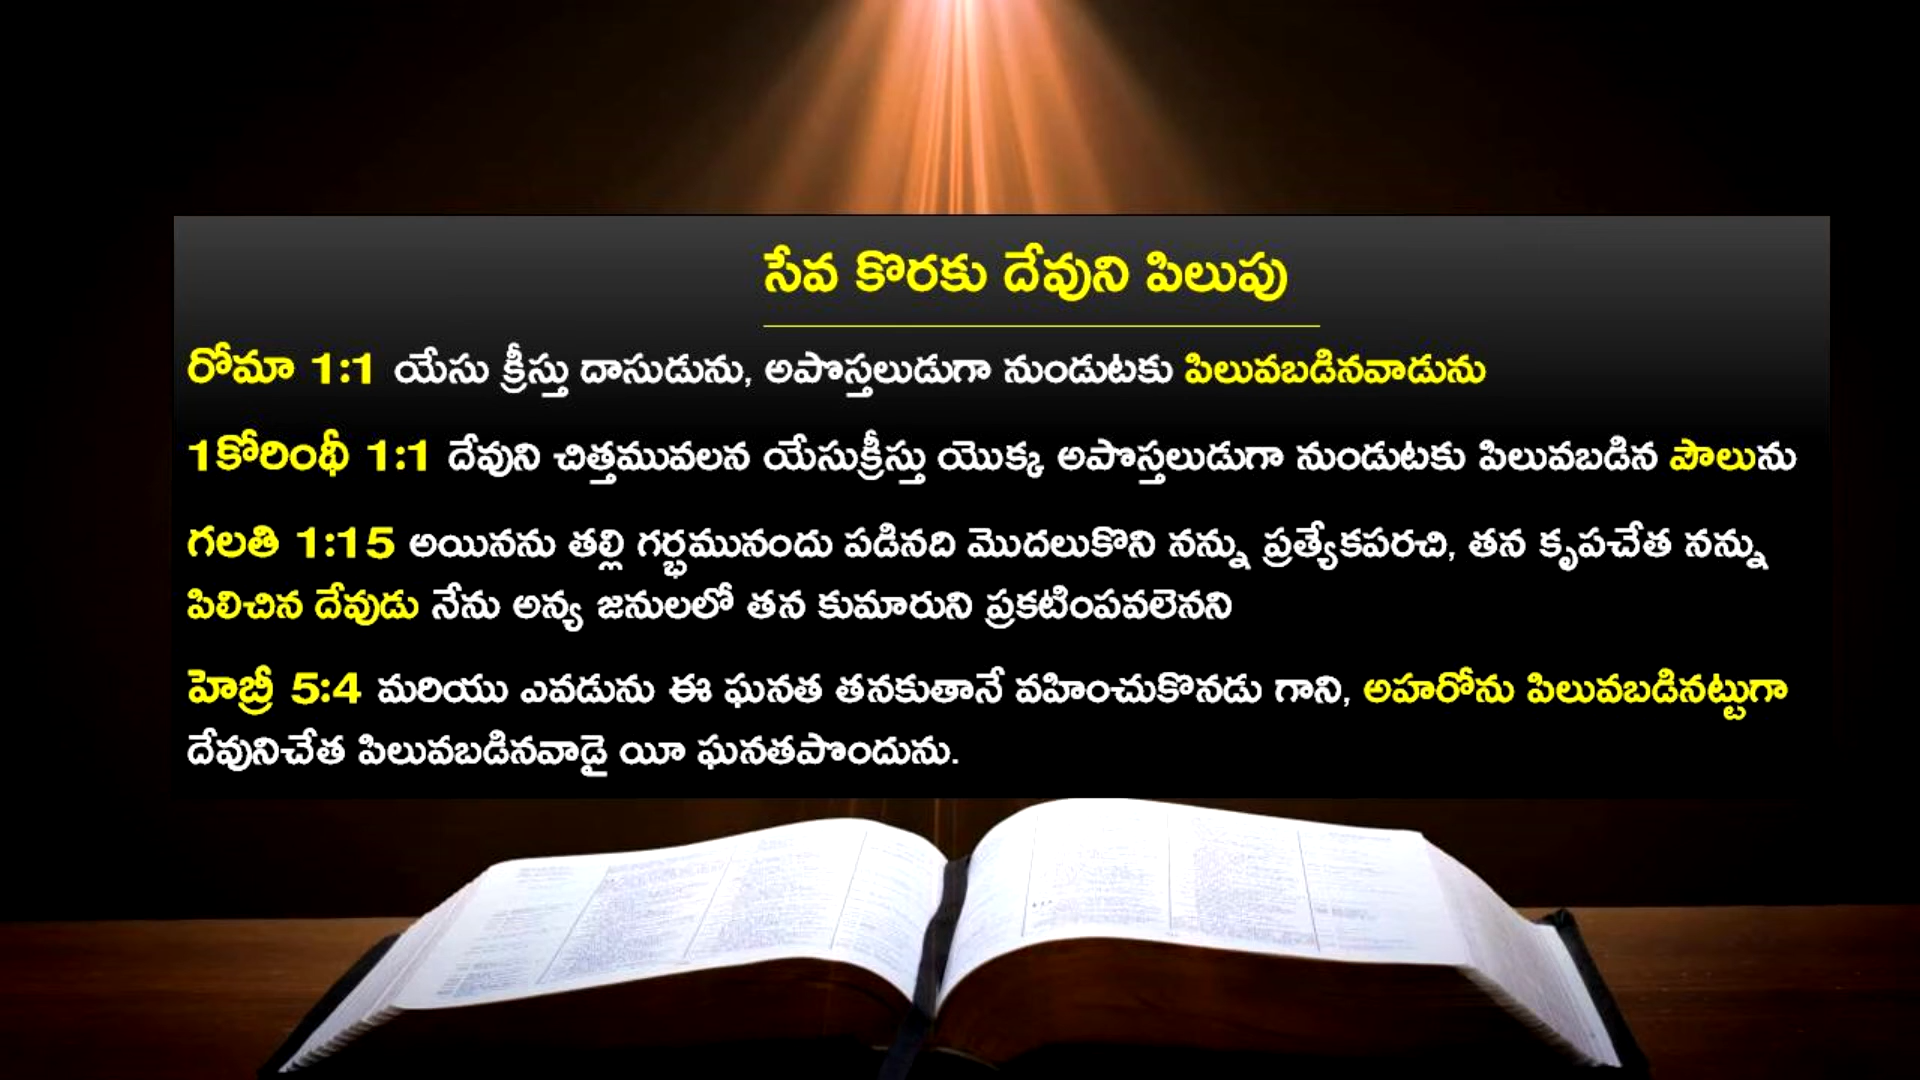 సేవ కొరకు దేవుని పిలుపు
రోమా 1:1 యేసు క్రీస్తు దాసుడును, అపొస్తలుడుగా నుండుటకు పిలువబడినవాడును
1కోరింథీ 1:1 దేవుని చిత్తమువలన యేసుక్రీస్తు యొక్క అపొస్తలుడుగా నుండుటకు పిలువబడిన పౌలును
గలతి 1:15 అయినను తల్లి గర్భమునందు పడినది మొదలుకొని నన్ను ప్రత్యేకపరచి, తన కృపచేత నన్ను
పిలిచిన దేవుడు నేను అన్య జనులలో తన కుమారుని ప్రకటింపవలెనని
హెబ్రీ 5:4 మరియు ఎవడును ఈ ఘనత తనకుతానే వహించుకొనడు గాని, అహరోను పిలువబడినట్టుగా
దేవునిచేత పిలువబడినవాడై యీ ఘనతపొందును.